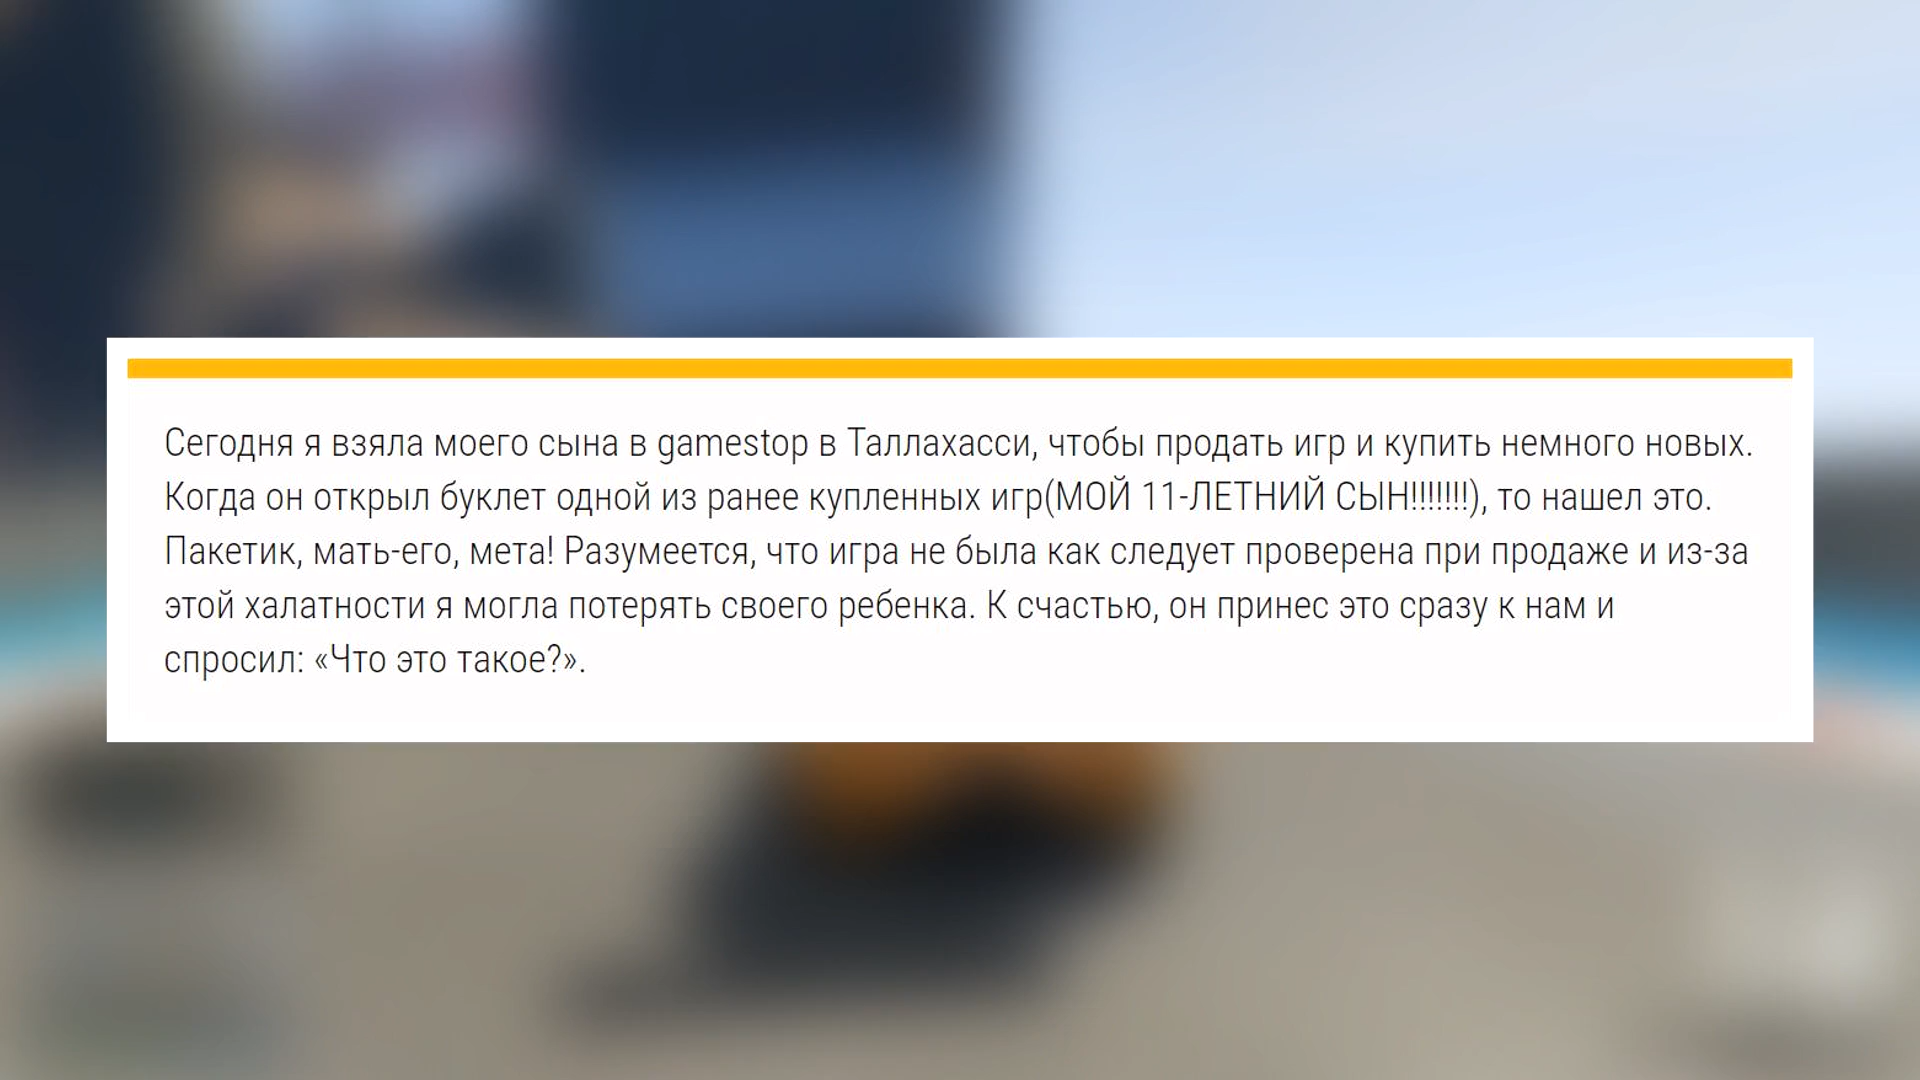 Сегодня я взяла моего сына в gamestop в Таллахасси, чтобы продать игр и купить немного новых.
Когда он открыл буклет одной из ранее купленных игр(МОЙ 11-ЛЕТНИЙ СЫН!!!!!!!), то нашел это.
Пакетик, мать-его, мета! Разумеется, что игра не была как следует проверена при продаже и из-за
этой халатности я могла потерять своего ребенка. К счастью, он принес это сразу к нам и
спросил: «Что это такое?».